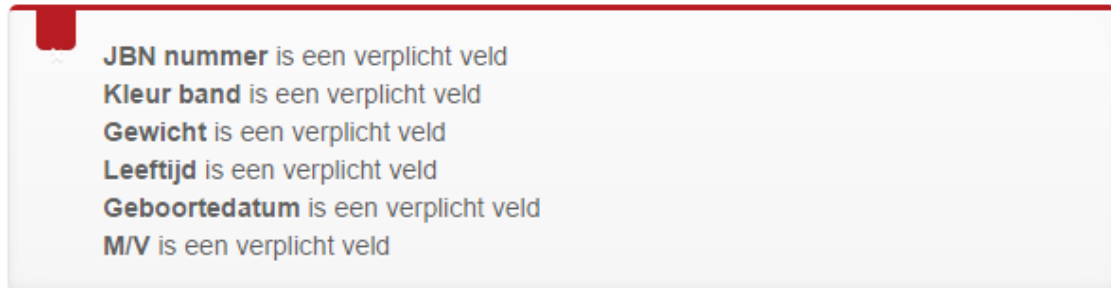 JBN nummer is een verplicht veld
Kleur band is een verplicht veld
Gewicht is een verplicht veld
Leeftijd is een verplicht veld
Geboortedatum is een verplicht veld
M/V is een verplicht veld